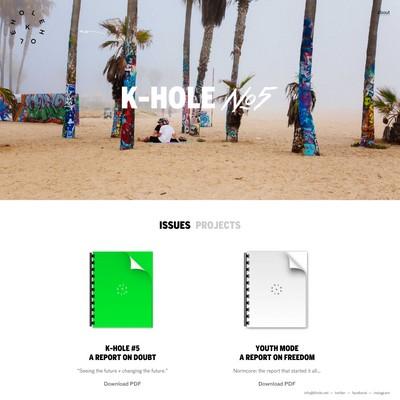 K-HOLE
About
K-HOLE №5
ISSUES PROJECTS
K-HOLE #5
A REPORT ON DOUBT
"Seeing the future ≠ changing the future."
Download PDF
YOUTH MODE
A REPORT ON FREEDOM
Normcore: the report that started it all...
Download PDF
info@khole.net — twitter — facebook — instagram